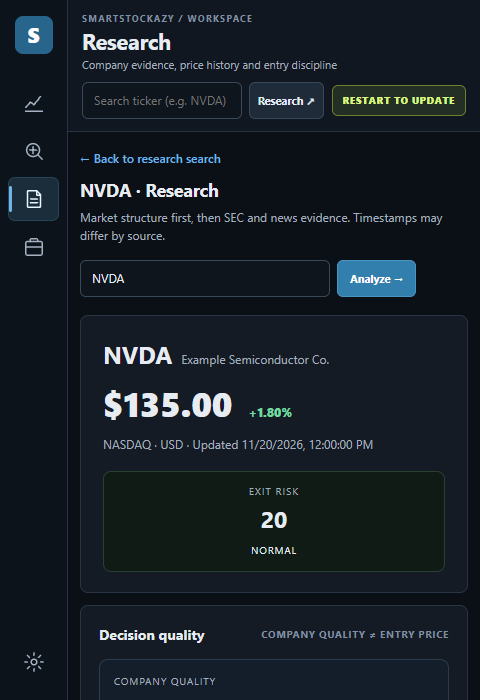 S
SMARTSTOCKAZY / WORKSPACE
Research
Company evidence, price history and entry discipline
Search ticker (e.g. NVDA)
Research ↗
RESTART TO UPDATE
← Back to research search
NVDA · Research
Market structure first, then SEC and news evidence. Timestamps may
differ by source.
NVDA
Analyze →
NVDA Example Semiconductor Co.
$135.00 +1.80%
NASDAQ · USD · Updated 11/20/2026, 12:00:00 PM
EXIT RISK
20
NORMAL
Decision quality
COMPANY QUALITY ≠ ENTRY PRICE
COMPANY QUALITY